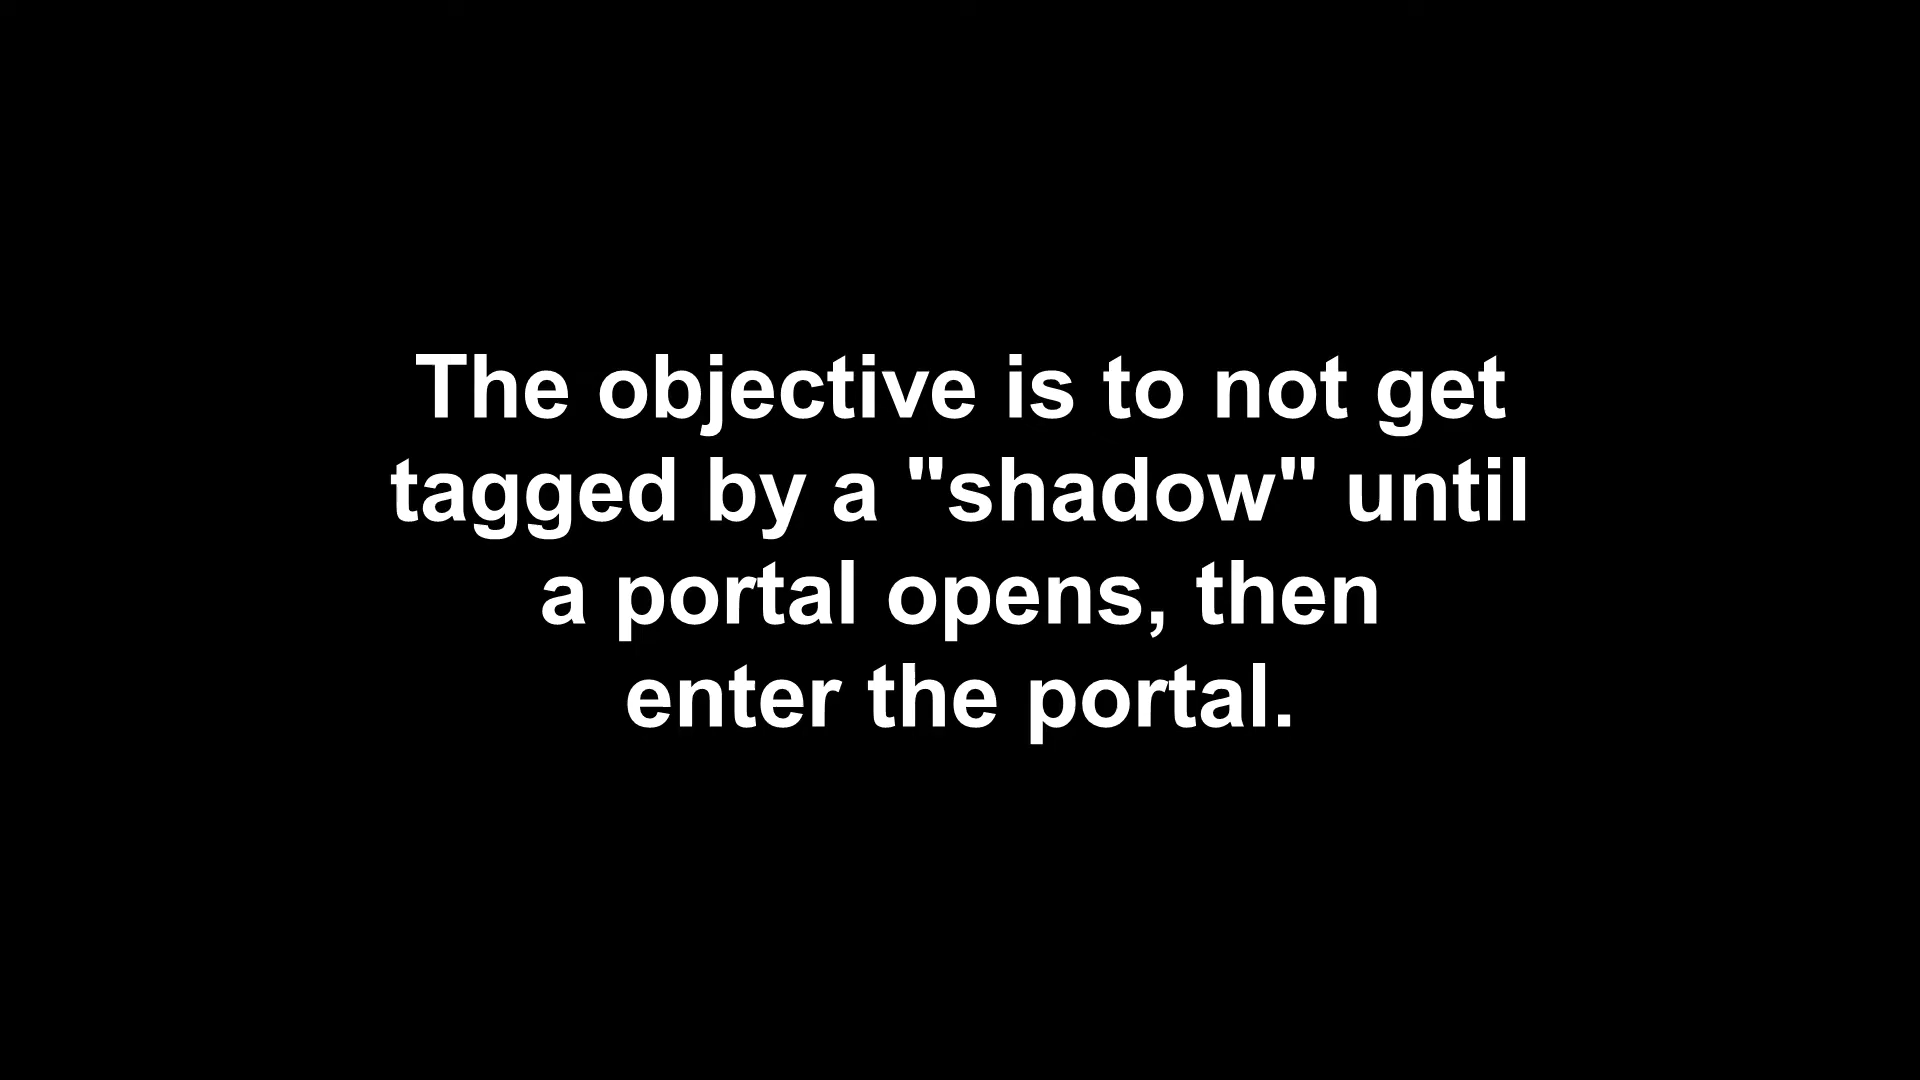 The objective is to not get
tagged by a "shadow" until
a portal opens, then
enter the portal.